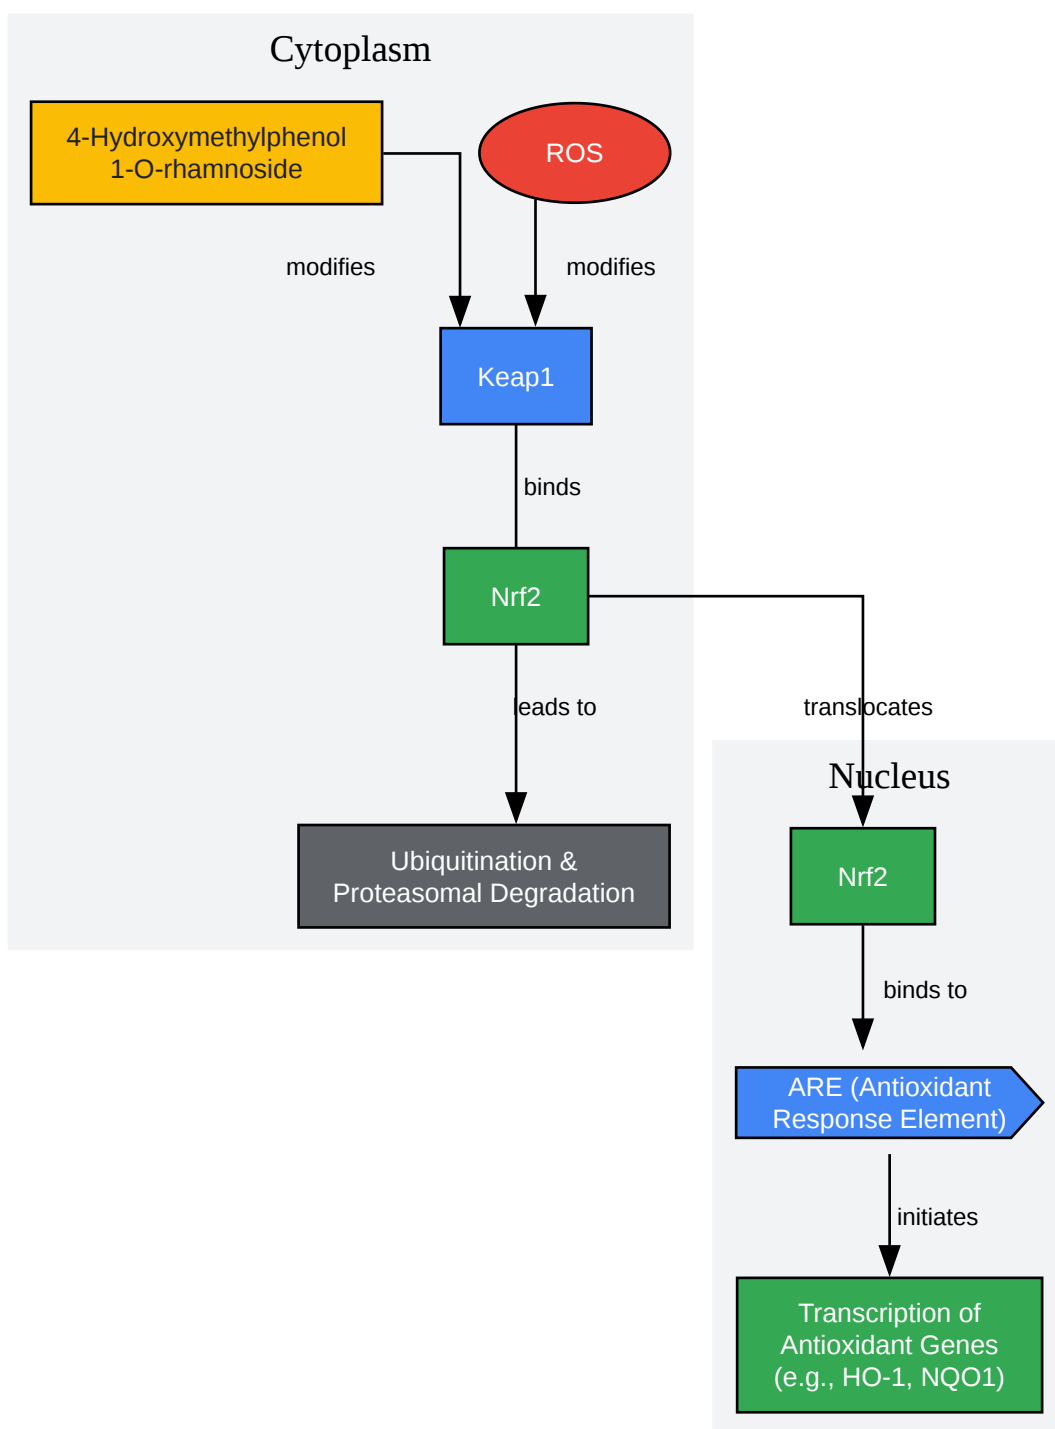 Cytoplasm
4-Hydroxymethylphenol
1-O-rhamnoside
ROS
modifies
modifies
Keap1
binds
Nrf2
leads to
translocates
Ubiquitination &
Proteasomal Degradation
Nucleus
Nrf2
binds to
ARE (Antioxidant
Response Element)
initiates
Transcription of
Antioxidant Genes
(e.g., HO-1, NQO1)